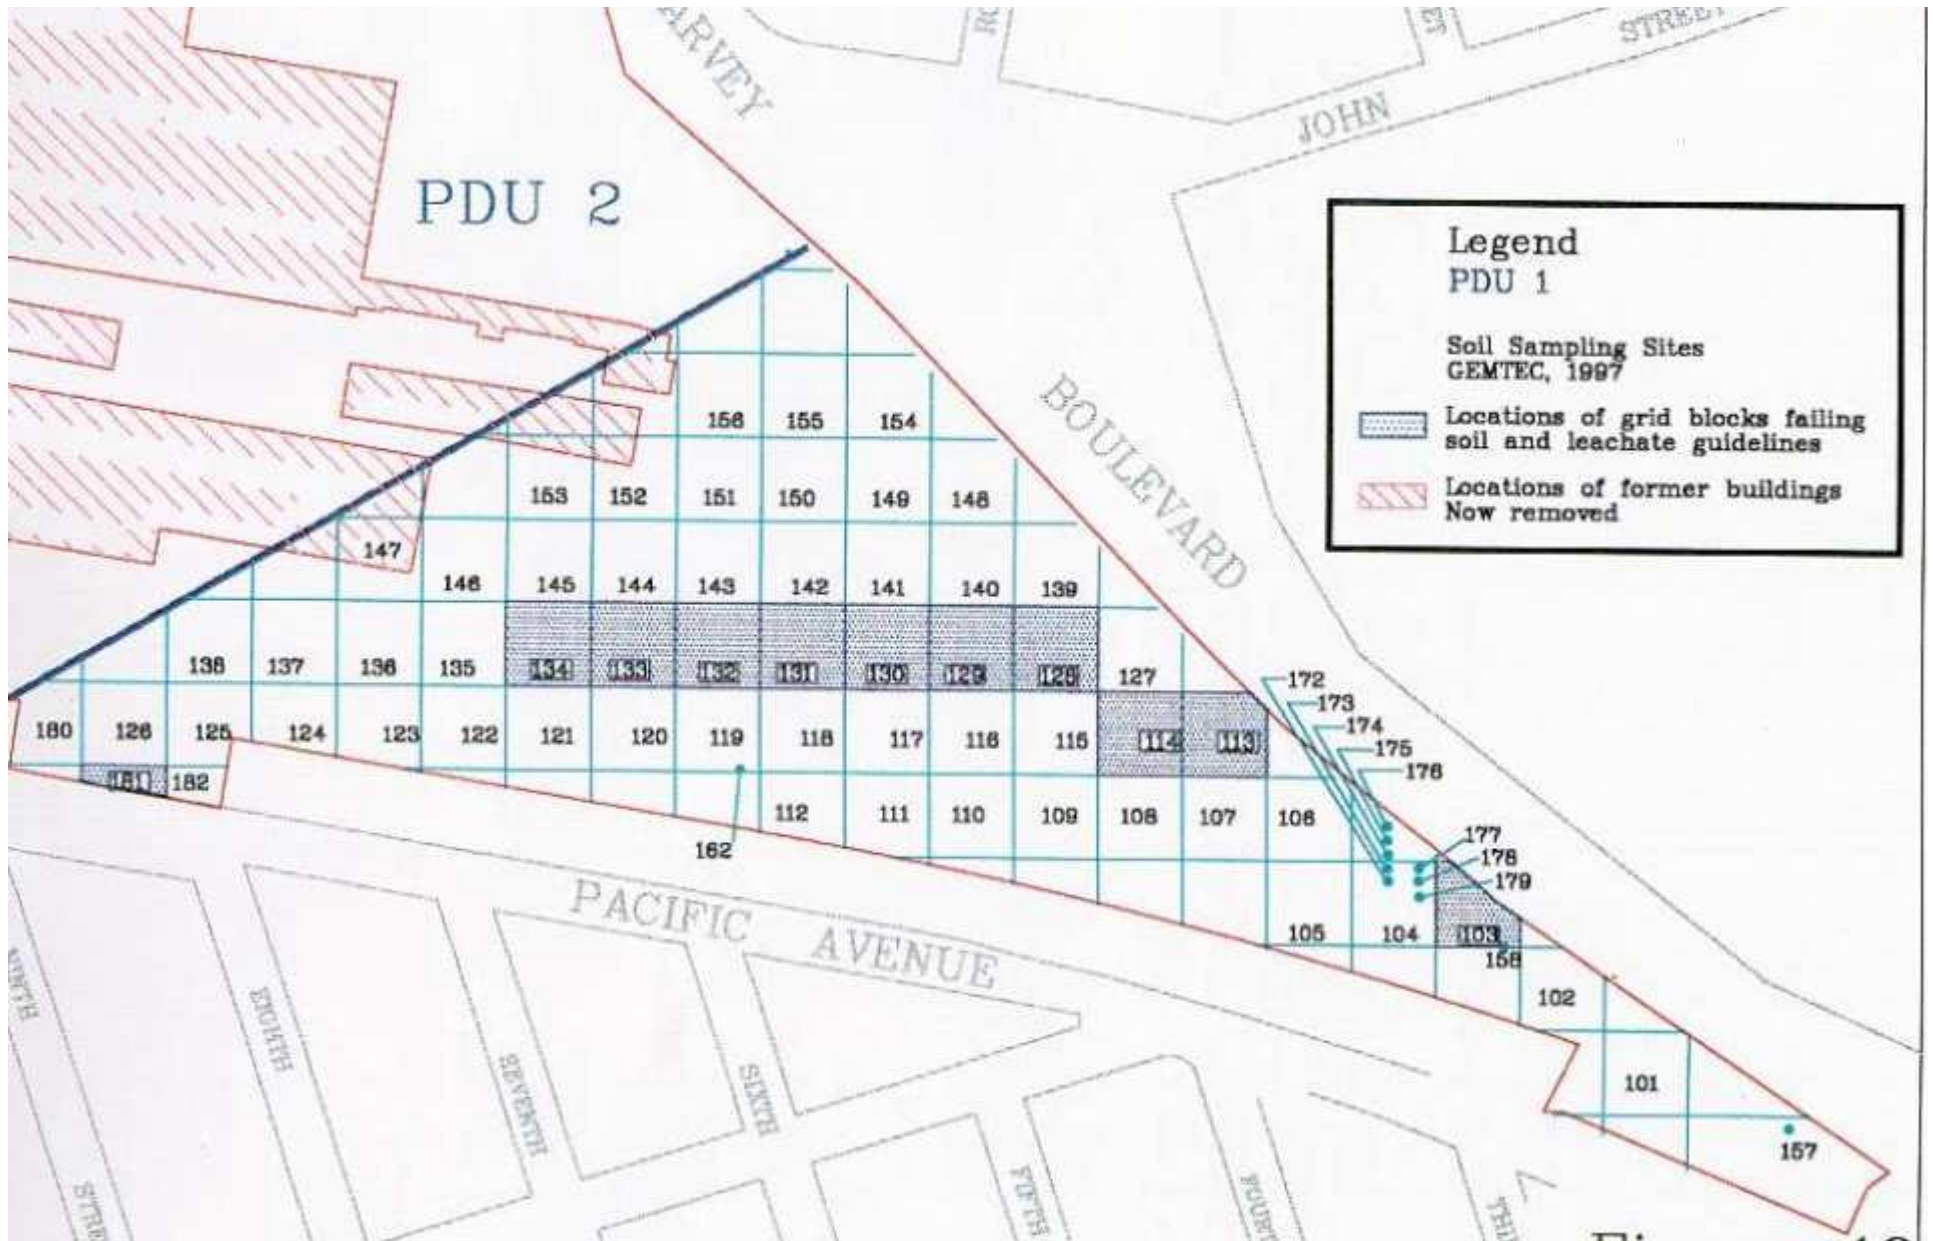 ARVEY
JOHN
STREET
PDU 2
Legend
PDU 1
Soil Sampling Sites
GEMTEC, 1997
Locations of grid blocks failing
soil and leachate guidelines
Locations of former buildings
Now removed
BOULEVARD
156 155 154
153 152 151 150 149 148
147
146 145 144 143 142 141 140 139
138 137 136 135 134 133 132 131 130 129 128 127
172
173
174
175
176
180 126 125 124 123 122 121 120 119 118 117 116 115 114 113
181 182
112 111 110 109 108 107 106
162
177
178
179
105 104 103
158
102
101
157
PACIFIC AVENUE
NINTH
EIGHTH
SEVENTH
SIXTH
FIFTH
STRE